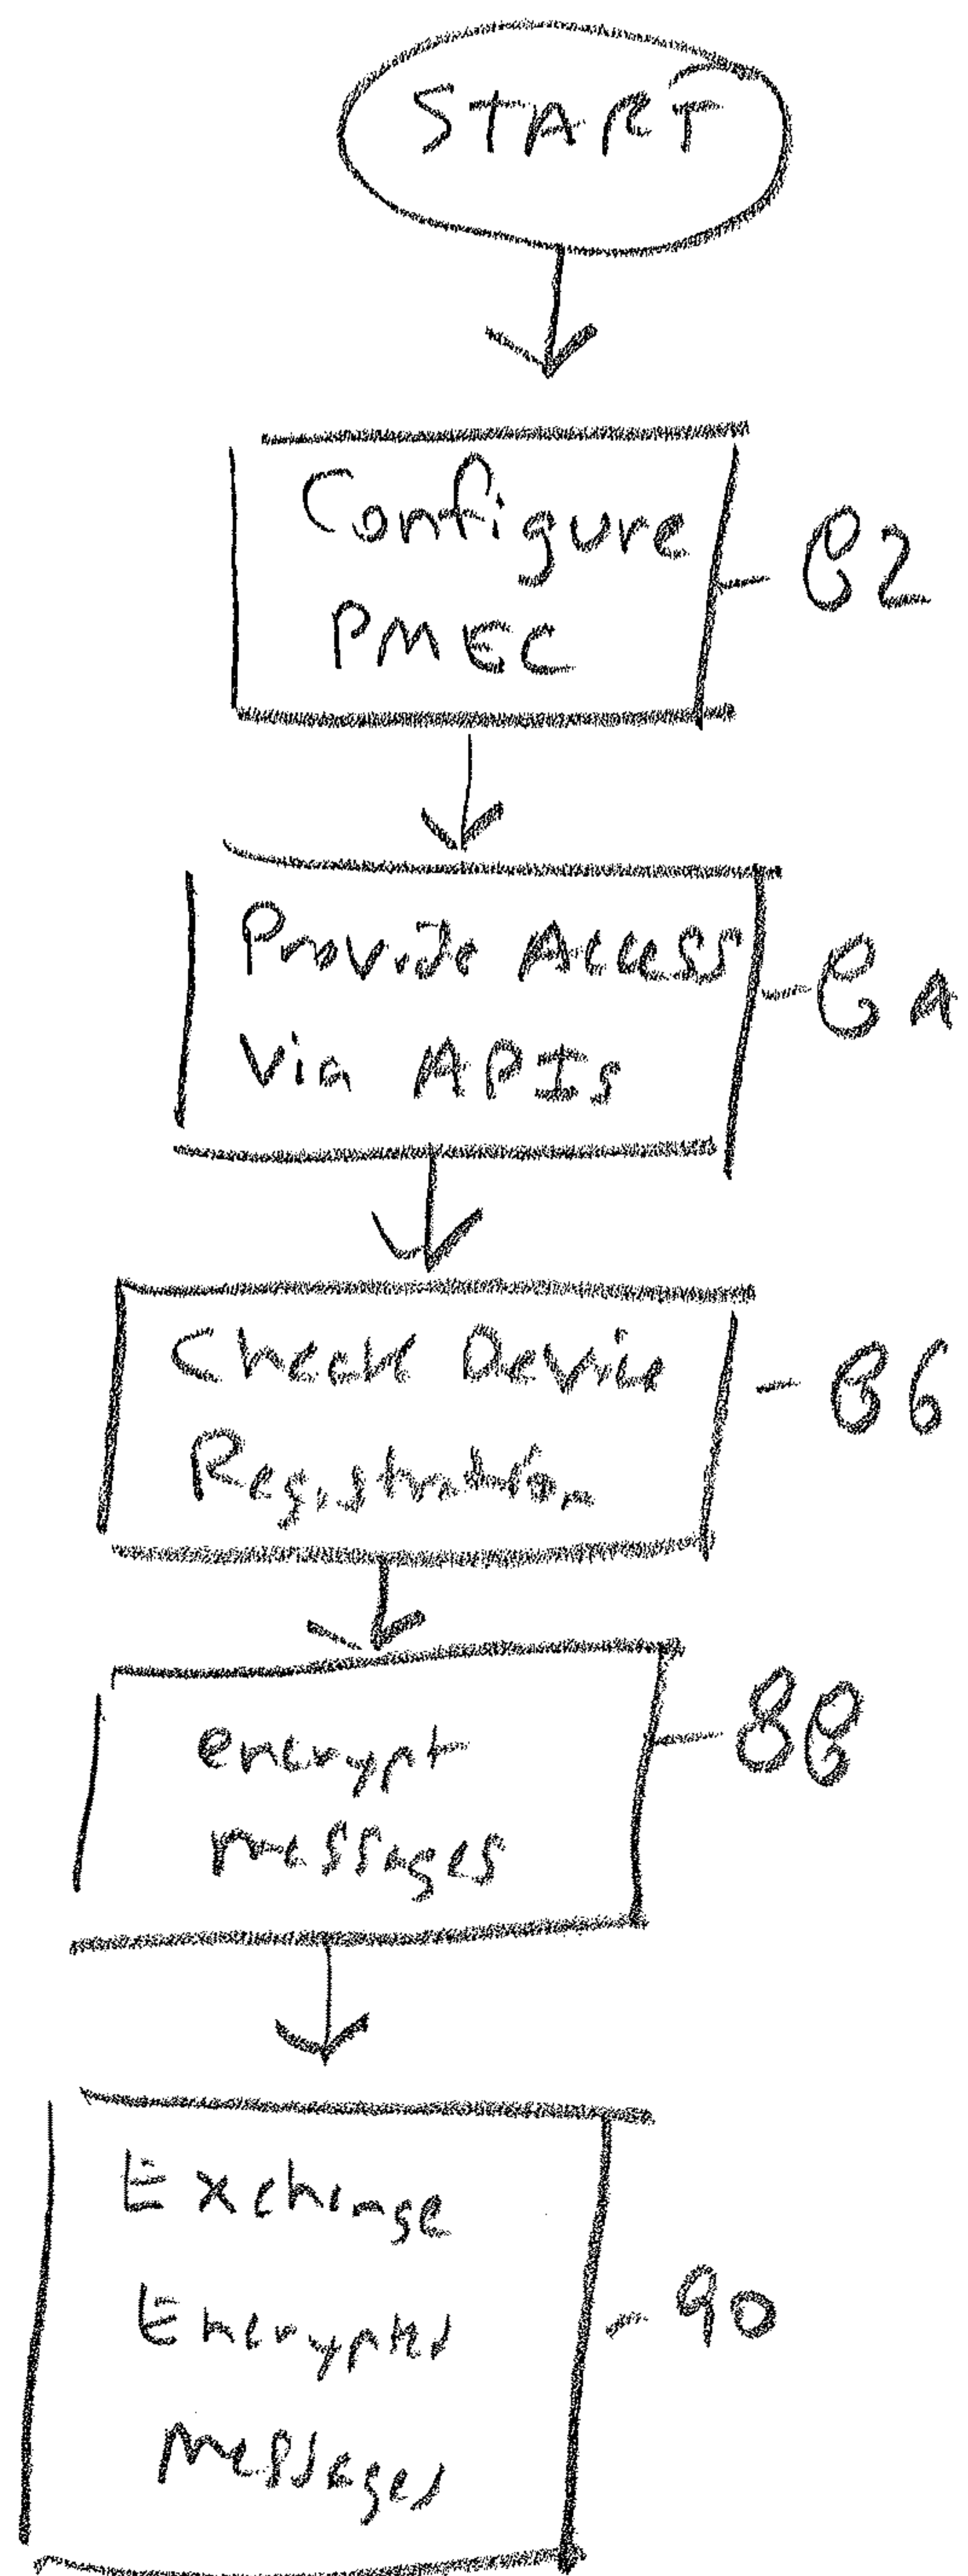 START
Configure
PMEC
82
Provide Access
84
Via APIs
Check Device
86
Registration
encrypt
88
messages
Exchange
Encrypted
90
Messages